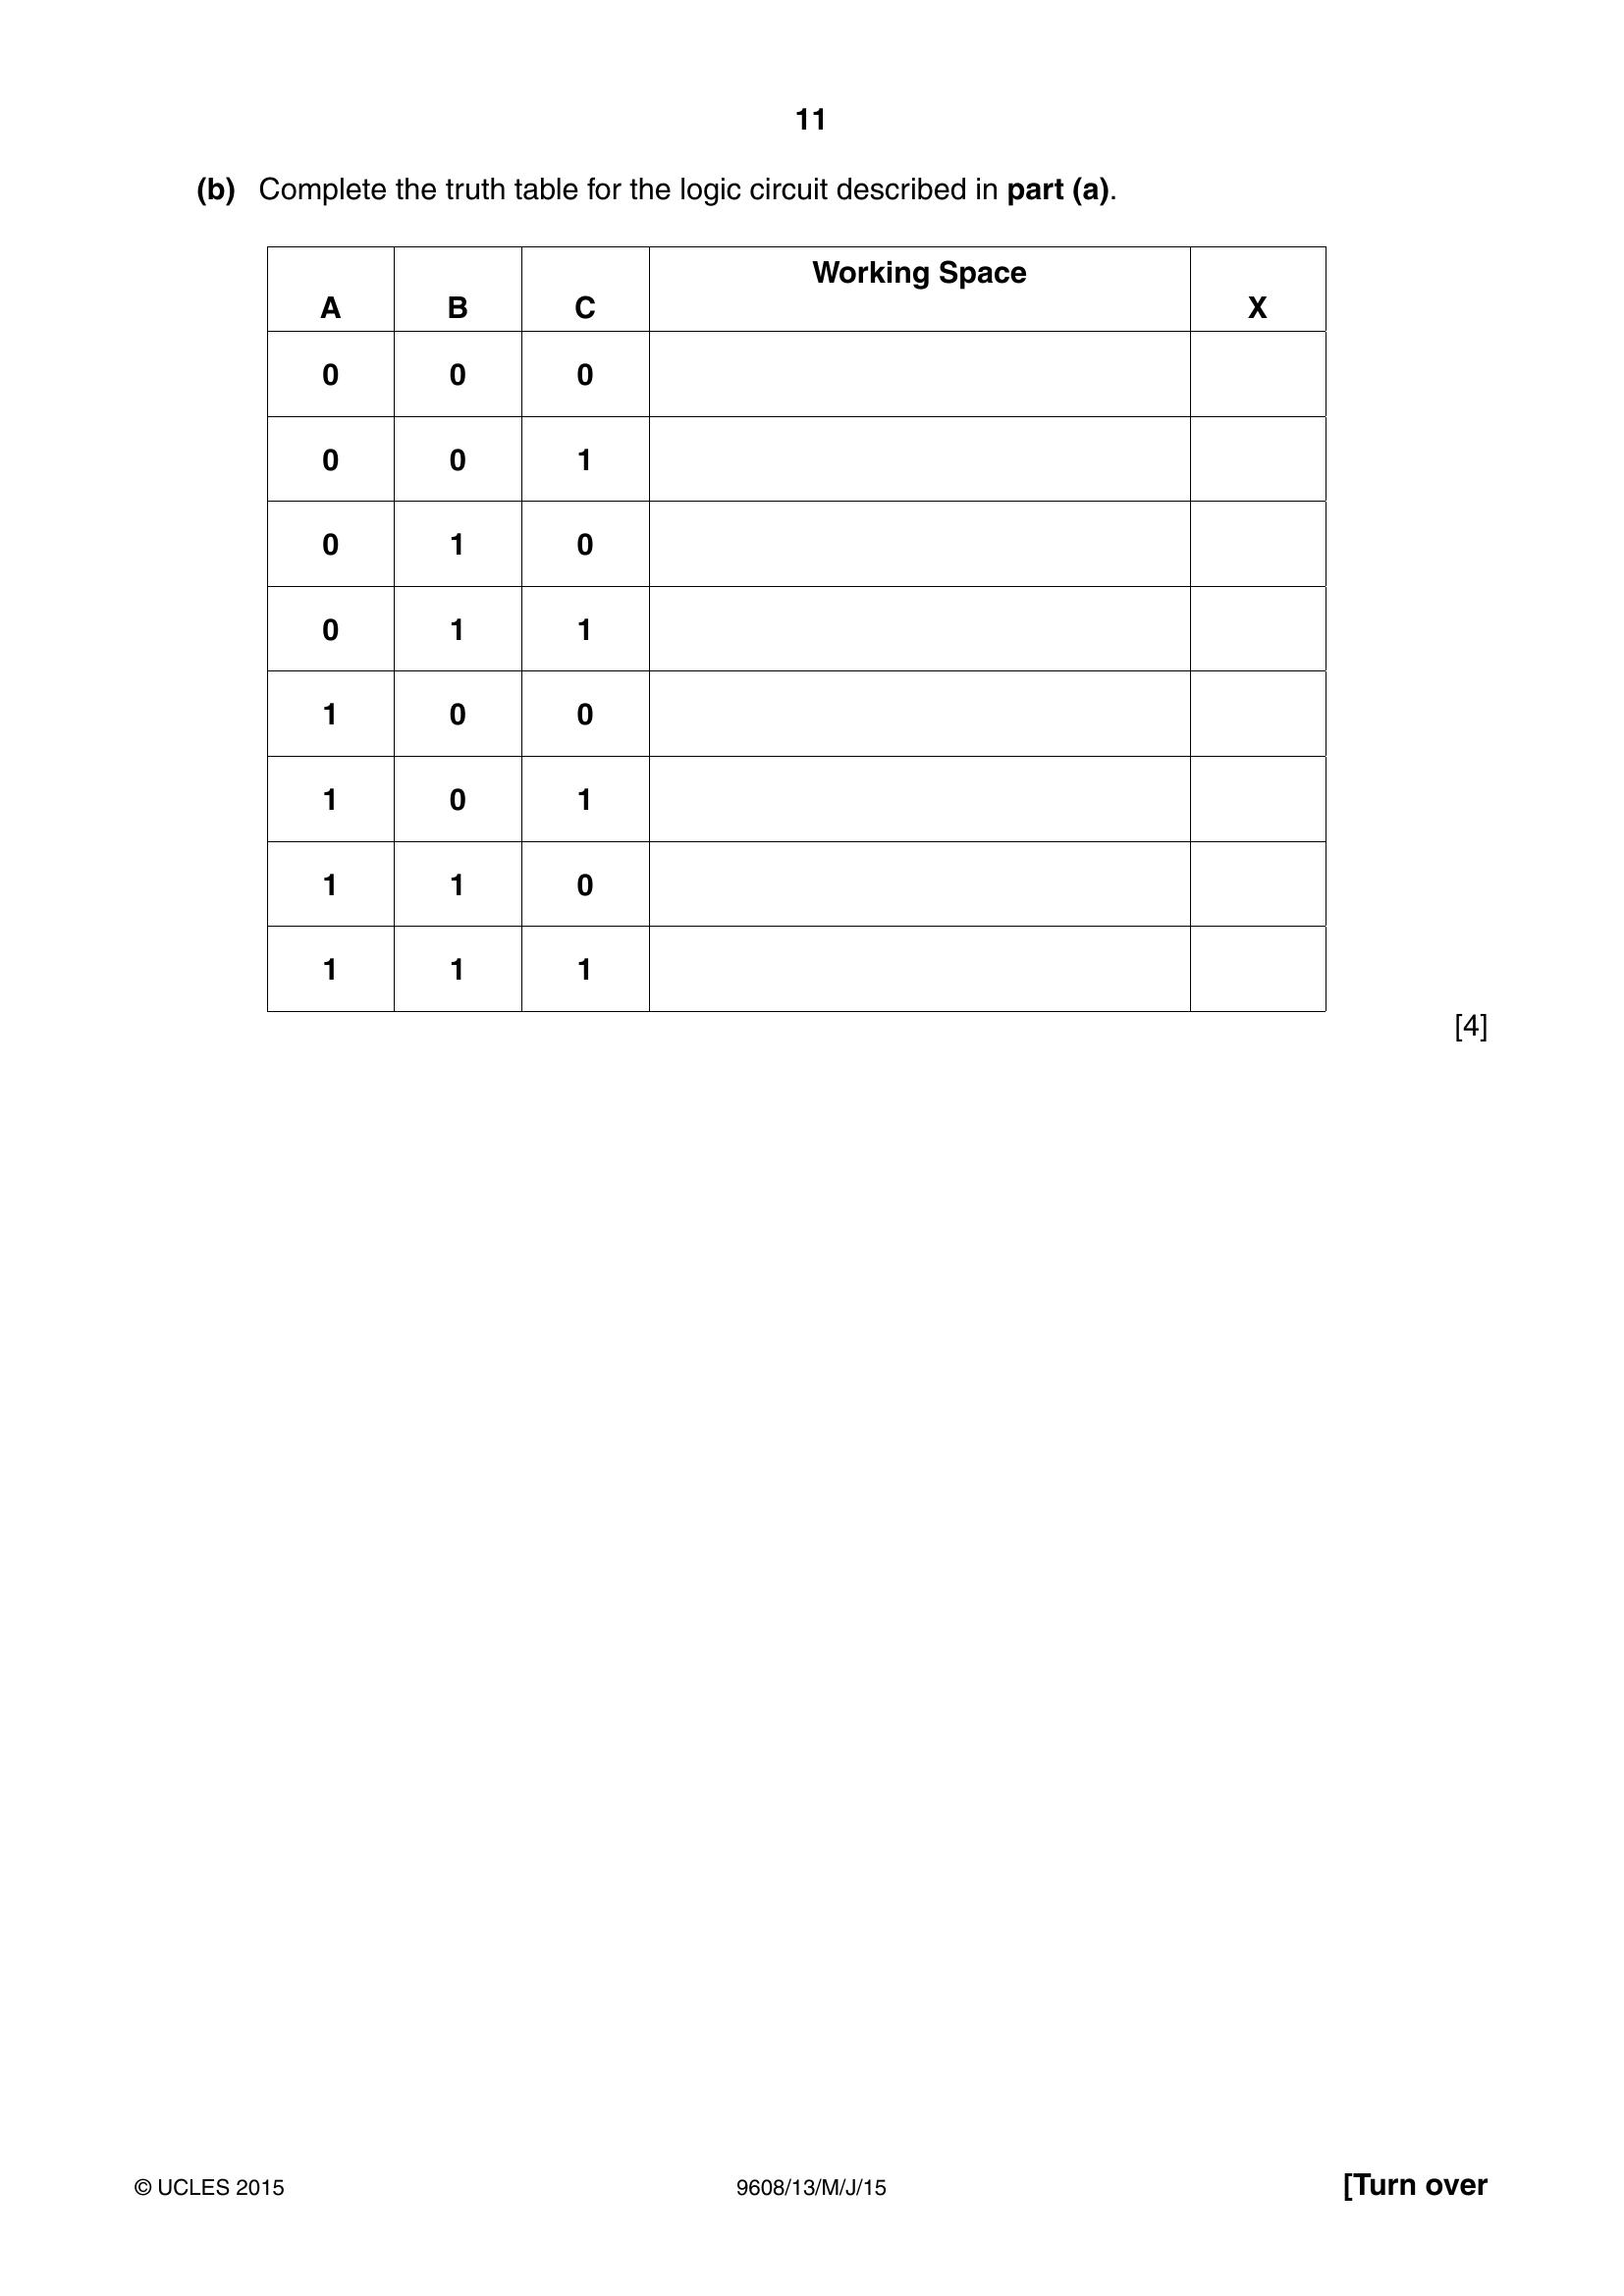 11
(b) Complete the truth table for the logic circuit described in part (a).
A B C Working Space X
0 0 0
0 0 1
0 1 0
0 1 1
1 0 0
1 0 1
1 1 0
1 1 1
[4]
© UCLES 2015 9608/13/M/J/15 [Turn over